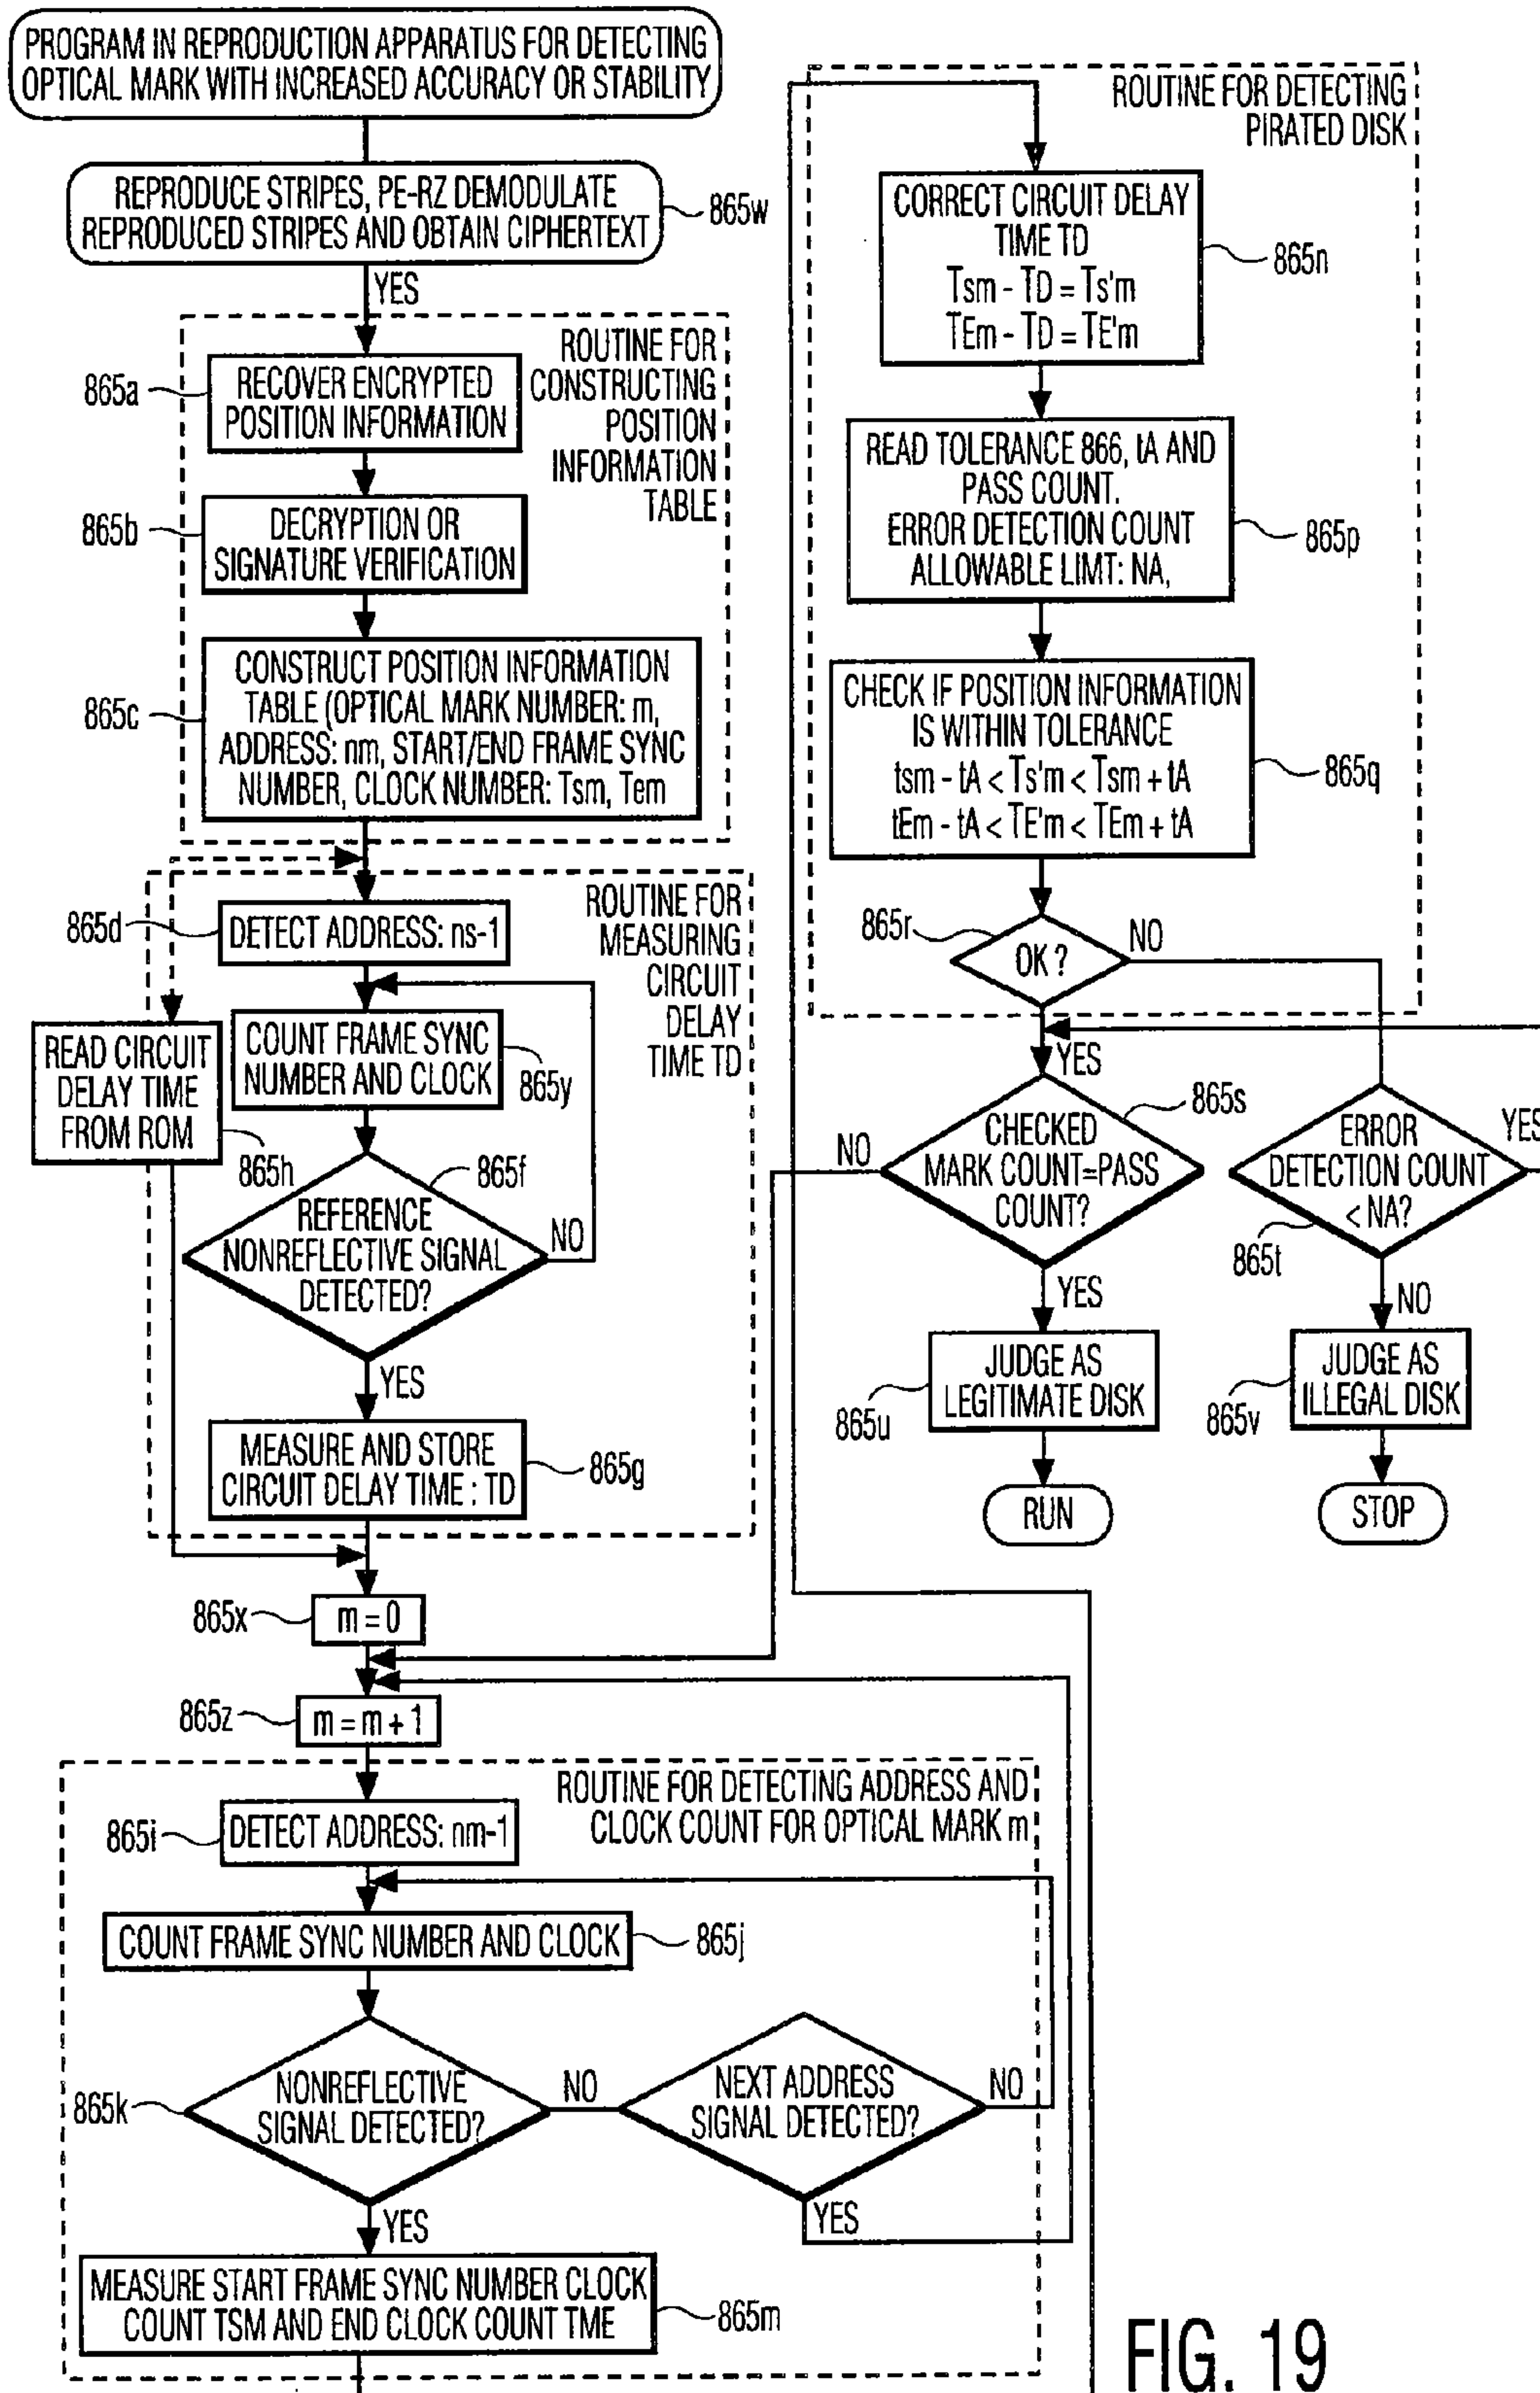 PROGRAM IN REPRODUCTION APPARATUS FOR DETECTING
OPTICAL MARK WITH INCREASED ACCURACY OR STABILITY
REPRODUCE STRIPES, PE-RZ DEMODULATE
REPRODUCED STRIPES AND OBTAIN CIPHERTEXT
865w
YES
ROUTINE FOR
CONSTRUCTING
POSITION
INFORMATION
TABLE
865a
RECOVER ENCRYPTED
POSITION INFORMATION
865b
DECRYPTION OR
SIGNATURE VERIFICATION
865c
CONSTRUCT POSITION INFORMATION
TABLE (OPTICAL MARK NUMBER: m,
ADDRESS: nm, START/END FRAME SYNC
NUMBER, CLOCK NUMBER: Tsm, Tem
ROUTINE FOR
MEASURING
CIRCUIT
DELAY
TIME TD
865d
DETECT ADDRESS: ns-1
COUNT FRAME SYNC
NUMBER AND CLOCK
865y
READ CIRCUIT
DELAY TIME
FROM ROM
865h
865f
REFERENCE
NONREFLECTIVE SIGNAL
DETECTED?
NO
YES
MEASURE AND STORE
CIRCUIT DELAY TIME : TD
865g
865x
m = 0
865z
m = m + 1
ROUTINE FOR DETECTING ADDRESS AND
CLOCK COUNT FOR OPTICAL MARK m
865i
DETECT ADDRESS: nm-1
COUNT FRAME SYNC NUMBER AND CLOCK
865j
865k
NONREFLECTIVE
SIGNAL DETECTED?
NO
NEXT ADDRESS
SIGNAL DETECTED?
NO
YES
YES
MEASURE START FRAME SYNC NUMBER CLOCK
COUNT TSM AND END CLOCK COUNT TME
865m
ROUTINE FOR DETECTING
PIRATED DISK
CORRECT CIRCUIT DELAY
TIME TD
Tsm - TD = Ts'm
TEm - TD = TE'm
865n
READ TOLERANCE 866, tA AND
PASS COUNT.
ERROR DETECTION COUNT
ALLOWABLE LIMT: NA,
865p
CHECK IF POSITION INFORMATION
IS WITHIN TOLERANCE
tsm - tA < Ts'm < Tsm + tA
tEm - tA < TE'm < TEm + tA
865q
865r
OK ?
NO
YES
865s
CHECKED
MARK COUNT=PASS
COUNT?
NO
YES
ERROR
DETECTION COUNT
< NA?
YES
865t
NO
JUDGE AS
LEGITIMATE DISK
865u
JUDGE AS
ILLEGAL DISK
865v
RUN
STOP
FIG. 19